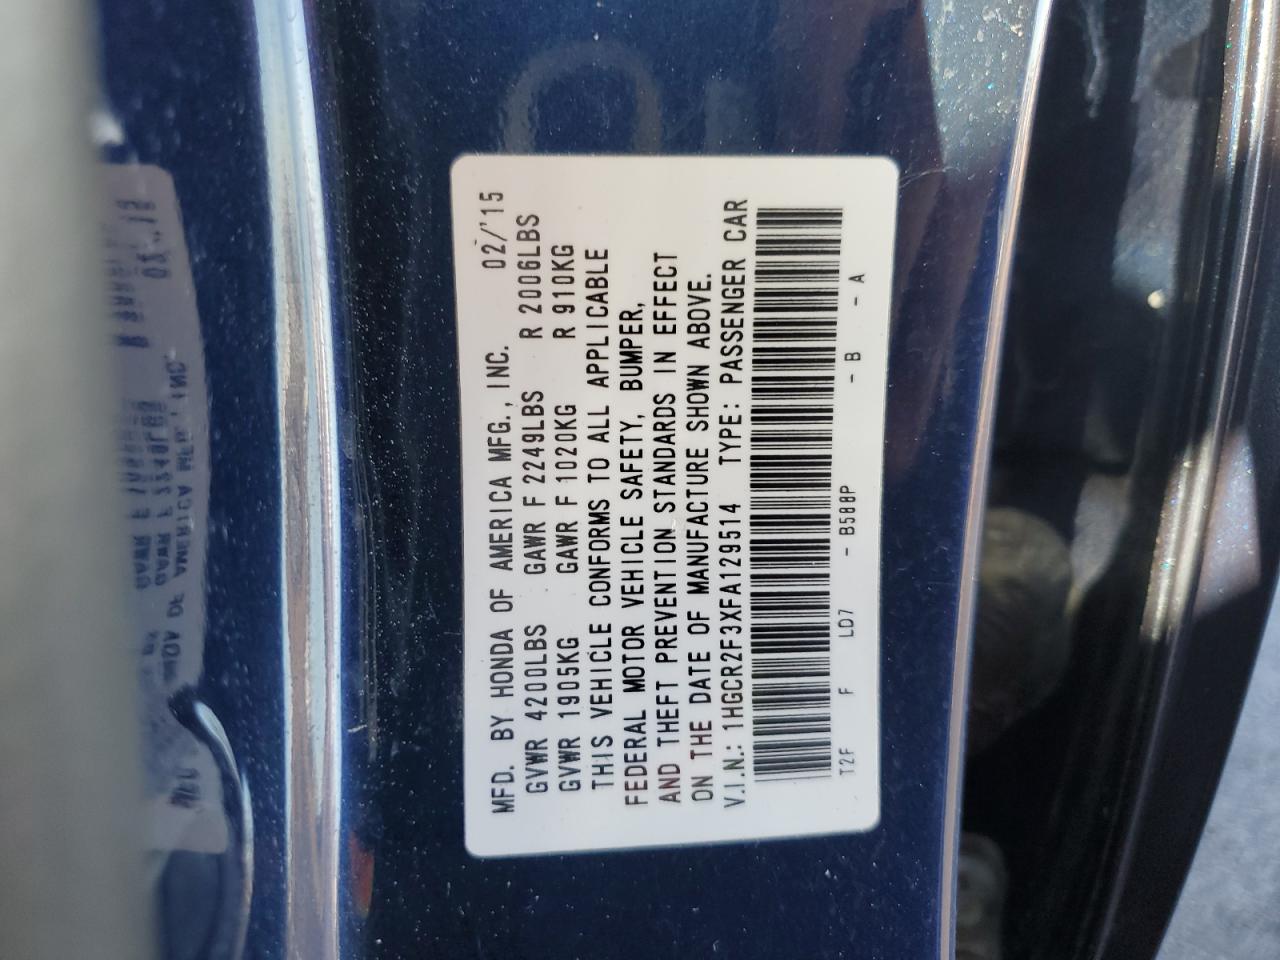 MFD. BY HONDA OF AMERICA MFG., INC. 02/'15
GVWR 4200LBS GAWR F 2249LBS R 2006LBS
GVWR 1905KG GAWR F 1020KG R 910KG
THIS VEHICLE CONFORMS TO ALL APPLICABLE
FEDERAL MOTOR VEHICLE SAFETY, BUMPER,
AND THEFT PREVENTION STANDARDS IN EFFECT
ON THE DATE OF MANUFACTURE SHOWN ABOVE.
V.I.N.: 1HGCR2F3XFA129514 TYPE: PASSENGER CAR
T2F F LD7 - B588P - B - A